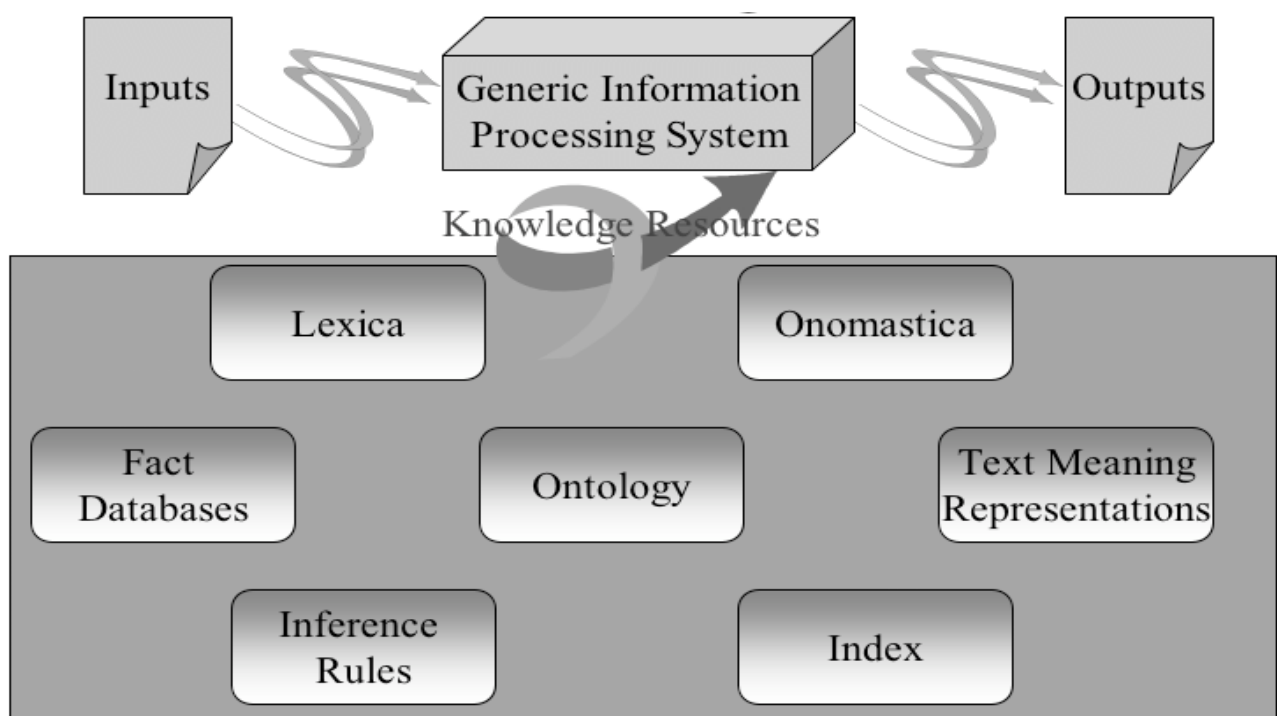 Inputs
Generic Information
Processing System
Outputs
Knowledge Resources
Lexica
Onomastica
Fact
Databases
Ontology
Text Meaning
Representations
Inference
Rules
Index